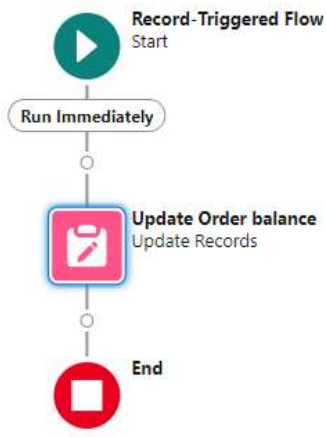 Record-Triggered Flow
Start
Run Immediately
Update Order balance
Update Records
End